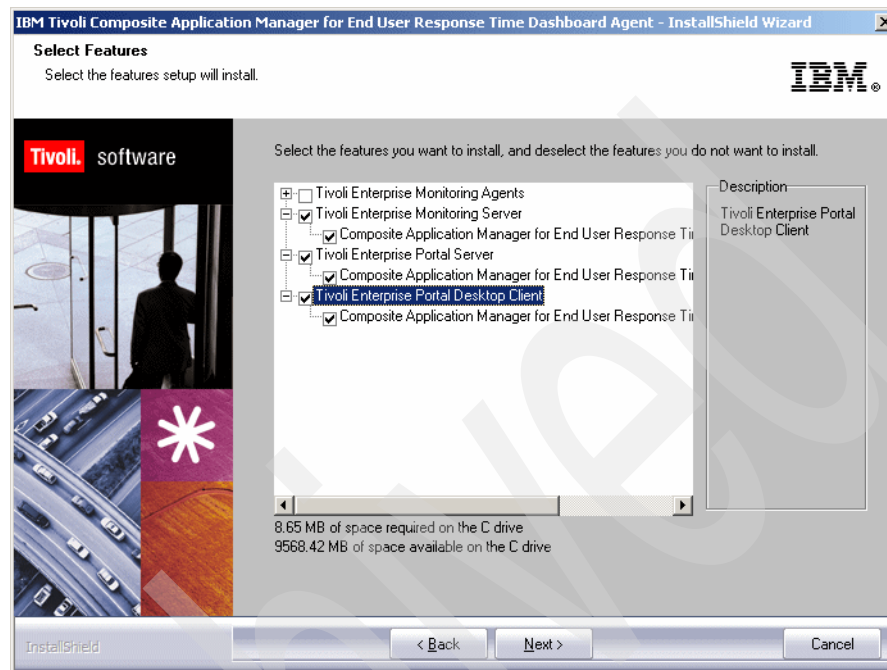 IBM Tivoli Composite Application Manager for End User Response Time Dashboard Agent - InstallShield Wizard
Select Features
Select the features setup will install.
IBM®
Tivoli. software
Select the features you want to install, and deselect the features you do not want to install.
Tivoli Enterprise Monitoring Agents
Tivoli Enterprise Monitoring Server
Composite Application Manager for End User Response Ti
Tivoli Enterprise Portal Server
Composite Application Manager for End User Response Ti
Tivoli Enterprise Portal Desktop Client
Composite Application Manager for End User Response Ti
Description
Tivoli Enterprise Portal
Desktop Client
8.65 MB of space required on the C drive
9568.42 MB of space available on the C drive
InstallShield
< Back
Next >
Cancel